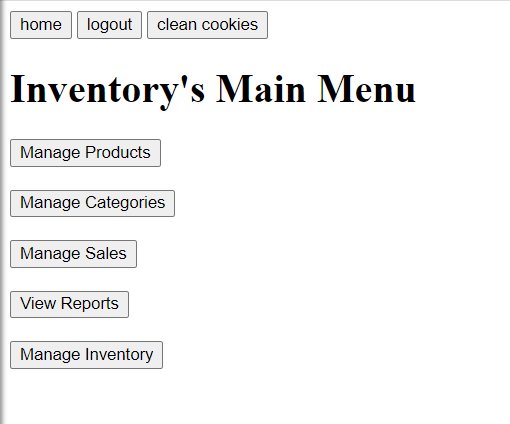 home logout clean cookies
Inventory's Main Menu
Manage Products
Manage Categories
Manage Sales
View Reports
Manage Inventory